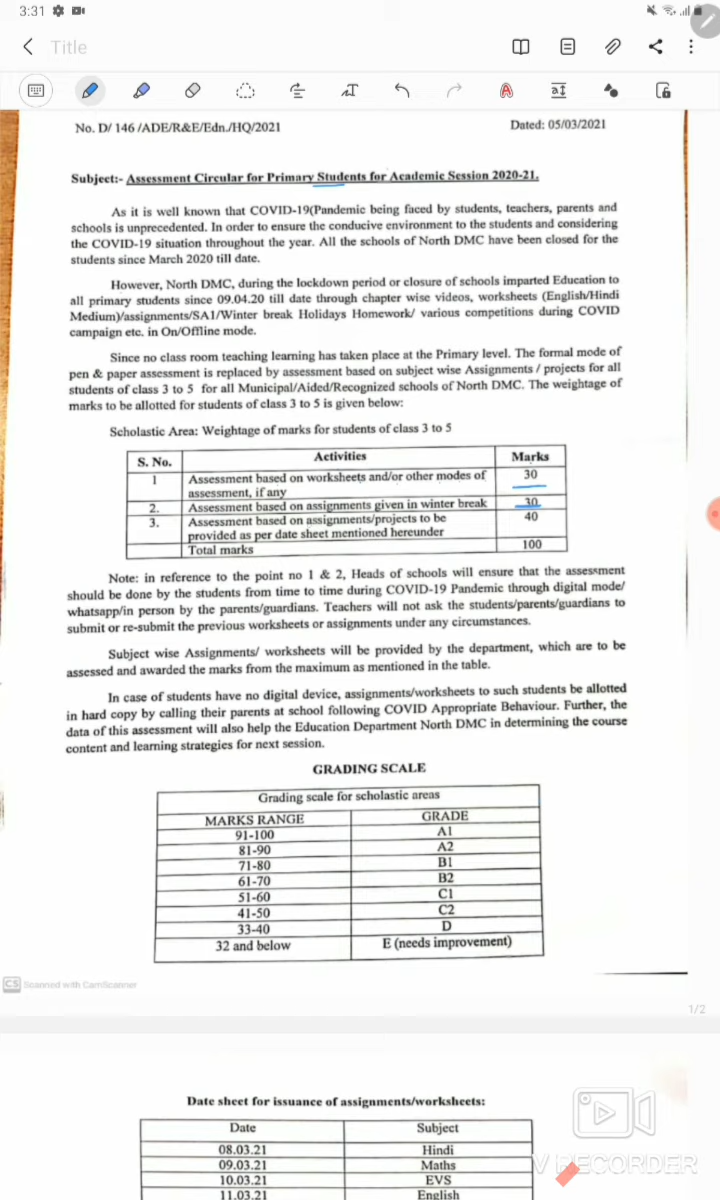 3:31
Title
No. D/ 146 /ADE/R&E/Edn./HQ/2021 Dated: 05/03/2021
Subject:- Assessment Circular for Primary Students for Academic Session 2020-21.
As it is well known that COVID-19(Pandemic being faced by students, teachers, parents and
schools is unprecedented. In order to ensure the conducive environment to the students and considering
the COVID-19 situation throughout the year. All the schools of North DMC have been closed for the
students since March 2020 till date.
However, North DMC, during the lockdown period or closure of schools imparted Education to
all primary students since 09.04.20 till date through chapter wise videos, worksheets (English/Hindi
Medium)/assignments/SA1/Winter break Holidays Homework/ various competitions during COVID
campaign etc. in On/Offline mode.
Since no class room teaching learning has taken place at the Primary level. The formal mode of
pen & paper assessment is replaced by assessment based on subject wise Assignments / projects for all
students of class 3 to 5 for all Municipal/Aided/Recognized schools of North DMC. The weightage of
marks to be allotted for students of class 3 to 5 is given below:
Scholastic Area: Weightage of marks for students of class 3 to 5
S. No. Activities Marks
1 Assessment based on worksheets and/or other modes of 30
assessment, if any
2. Assessment based on assignments given in winter break 30
3. Assessment based on assignments/projects to be 40
provided as per date sheet mentioned hereunder
Total marks 100
Note: in reference to the point no 1 & 2, Heads of schools will ensure that the assessment
should be done by the students from time to time during COVID-19 Pandemic through digital mode/
whatsapp/in person by the parents/guardians. Teachers will not ask the students/parents/guardians to
submit or re-submit the previous worksheets or assignments under any circumstances.
Subject wise Assignments/ worksheets will be provided by the department, which are to be
assessed and awarded the marks from the maximum as mentioned in the table.
In case of students have no digital device, assignments/worksheets to such students be allotted
in hard copy by calling their parents at school following COVID Appropriate Behaviour. Further, the
data of this assessment will also help the Education Department North DMC in determining the course
content and learning strategies for next session.
GRADING SCALE
Grading scale for scholastic areas
MARKS RANGE GRADE
91-100 A1
81-90 A2
71-80 B1
61-70 B2
51-60 C1
41-50 C2
33-40 D
32 and below E (needs improvement)
CS Scanned with CamScanner
1/2
Date sheet for issuance of assignments/worksheets:
Date Subject
08.03.21 Hindi
09.03.21 Maths
10.03.21 EVS
11.03.21 English
V RECORDER